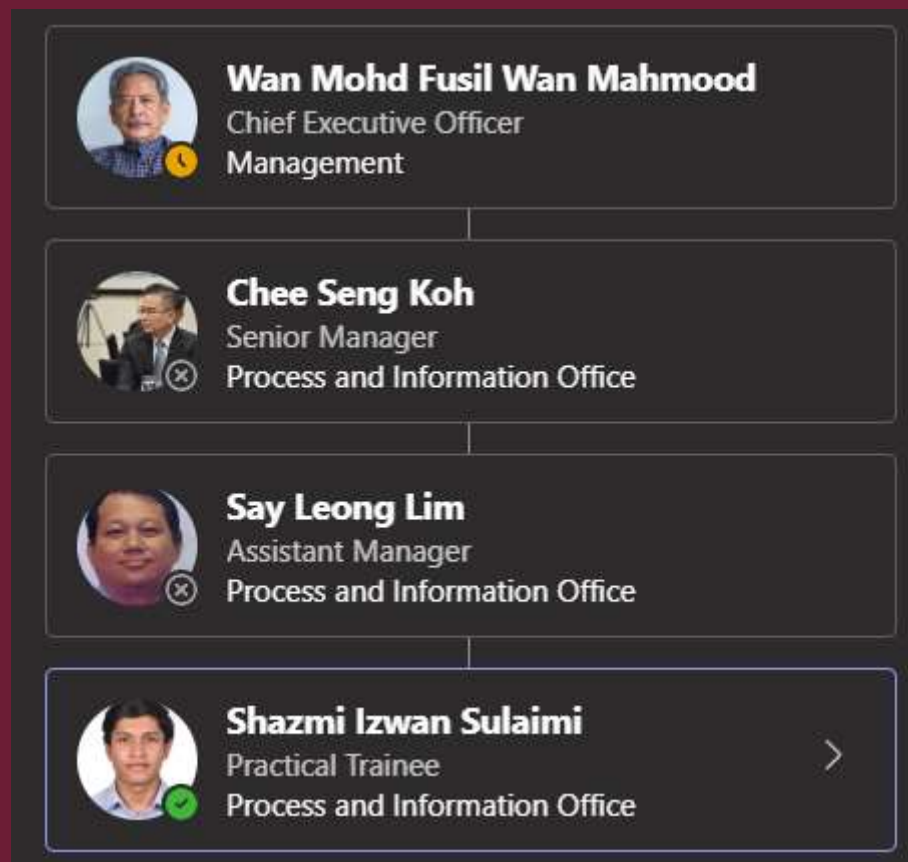 Wan Mohd Fusil Wan Mahmood
Chief Executive Officer
Management
Chee Seng Koh
Senior Manager
Process and Information Office
Say Leong Lim
Assistant Manager
Process and Information Office
Shazmi Izwan Sulaimi
Practical Trainee
Process and Information Office